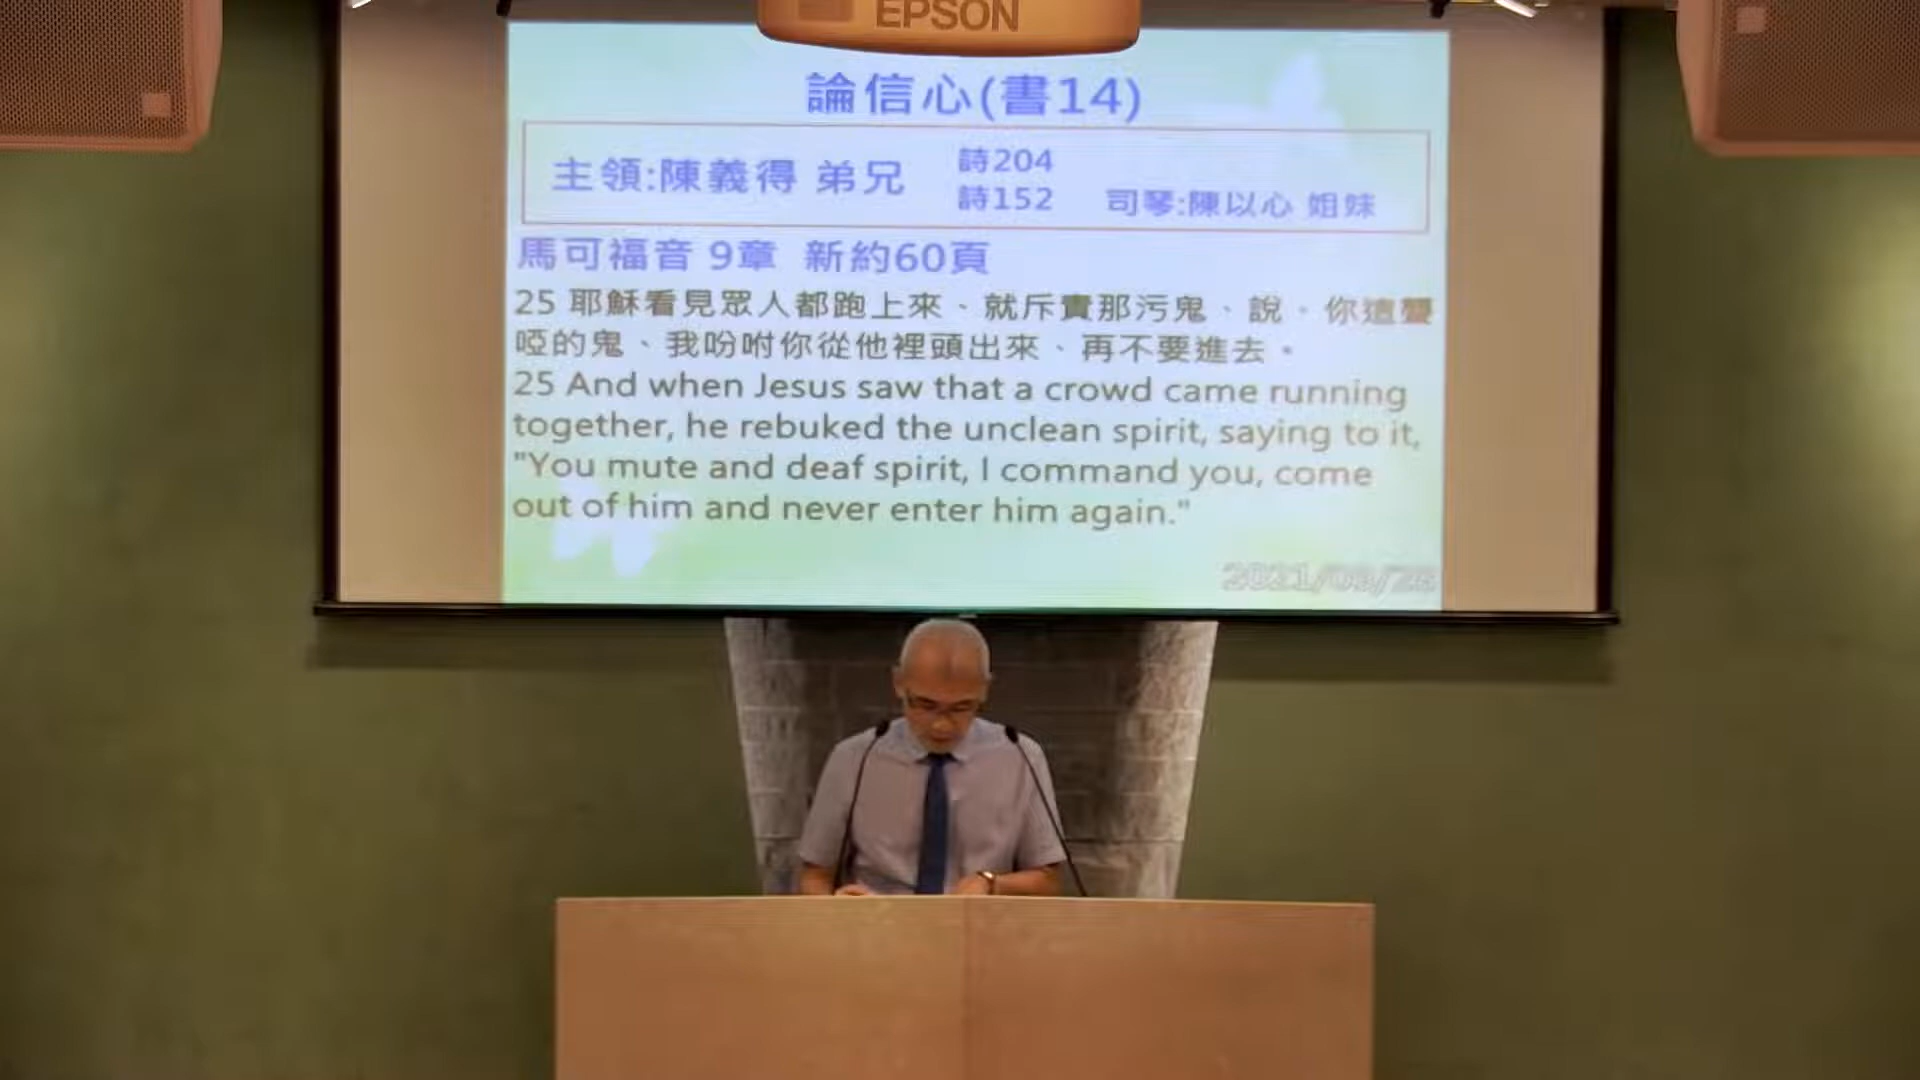 EPSON
論信心(書14)
主領:陳義得 弟兄
詩204
詩152
司琴:陳以心 姐妹
馬可福音 9章 新約60頁
25 耶穌看見眾人都跑上來、就斥責那污鬼、說。你這聾
啞的鬼、我吩咐你從他裡頭出來、再不要進去。
25 And when Jesus saw that a crowd came running
together, he rebuked the unclean spirit, saying to it,
"You mute and deaf spirit, I command you, come
out of him and never enter him again."